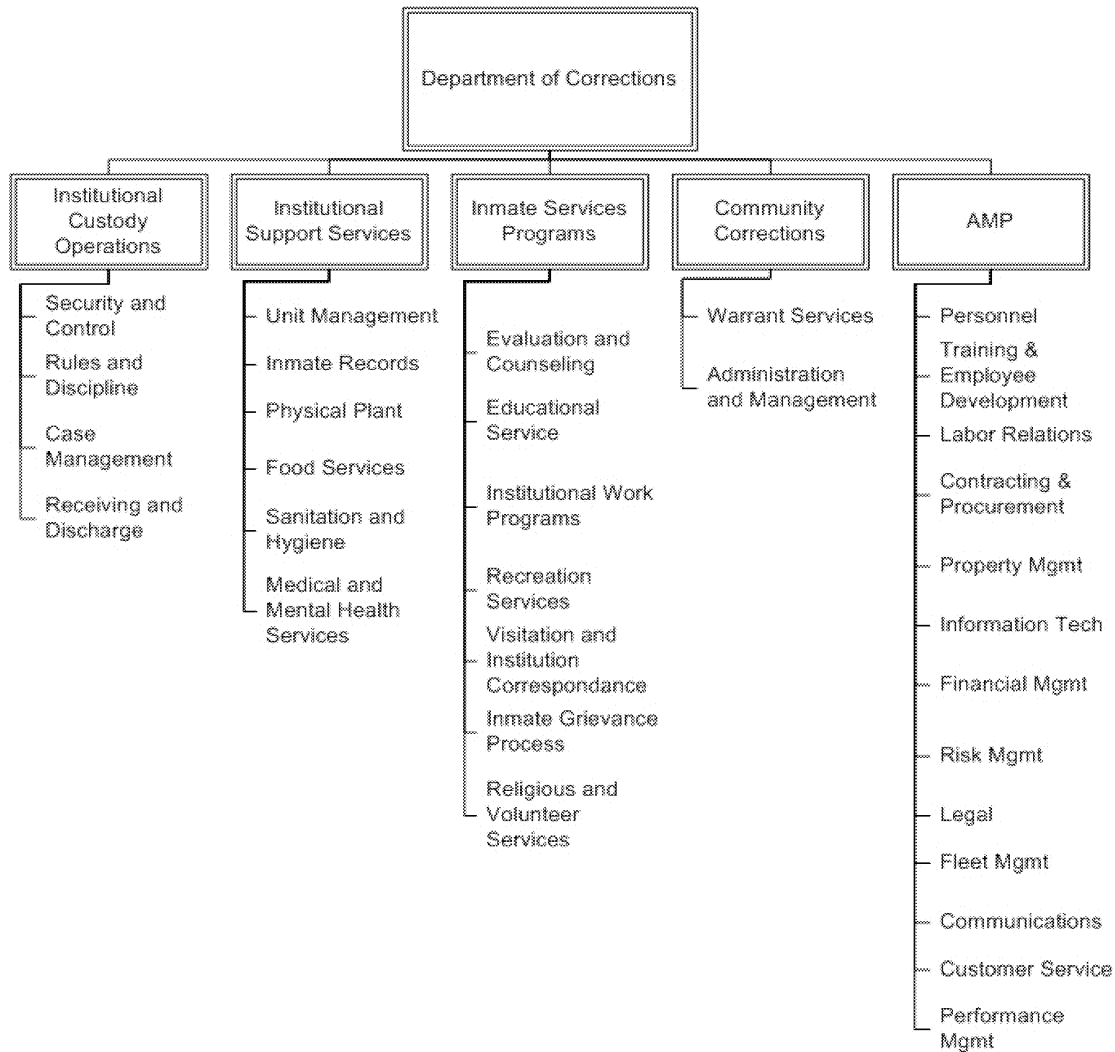 Department of Corrections
Institutional
Custody
Operations
Institutional
Support Services
Inmate Services
Programs
Community
Corrections
AMP
Security and
Control
Rules and
Discipline
Case
Management
Receiving and
Discharge
Unit Management
Inmate Records
Physical Plant
Food Services
Sanitation and
Hygiene
Medical and
Mental Health
Services
Evaluation and
Counseling
Educational
Service
Institutional Work
Programs
Recreation
Services
Visitation and
Institution
Correspondance
Inmate Grievance
Process
Religious and
Volunteer
Services
Warrant Services
Administration
and Management
Personnel
Training &
Employee
Development
Labor Relations
Contracting &
Procurement
Property Mgmt
Information Tech
Financial Mgmt
Risk Mgmt
Legal
Fleet Mgmt
Communications
Customer Service
Performance
Mgmt